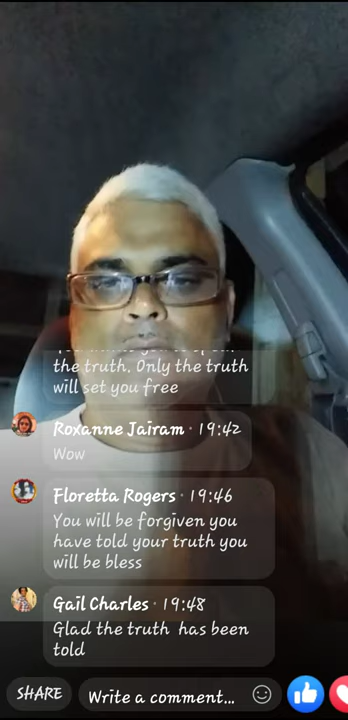 the truth. Only the truth
will set you free
Roxanne Jairam · 19:42
Wow
Floretta Rogers · 19:46
You will be forgiven you
have told your truth you
will be bless
Gail Charles · 19:48
Glad the truth has been
told
SHARE Write a comment...